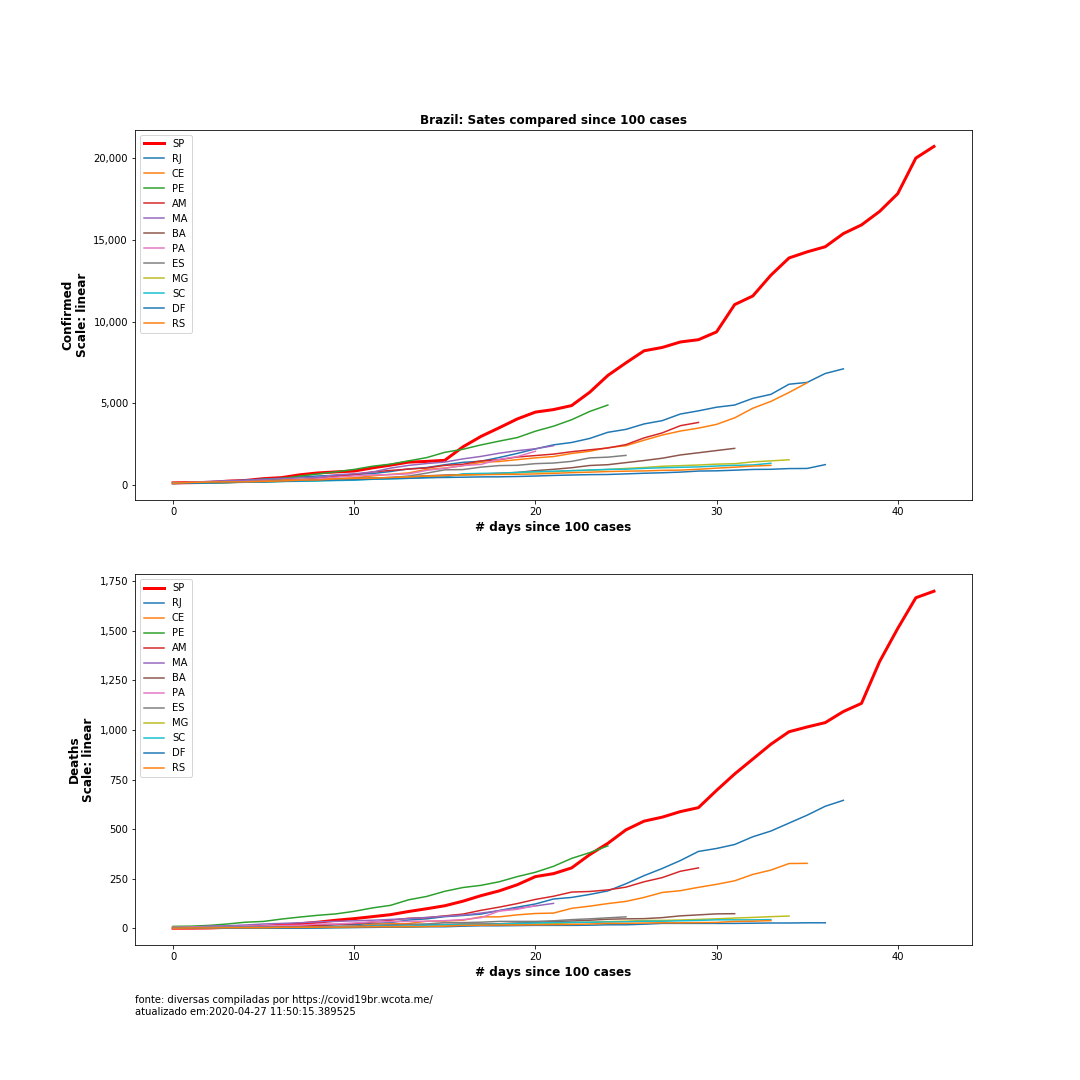 Brazil: Sates compared since 100 cases
SP
RJ
CE
PE
AM
MA
BA
PA
ES
MG
SC
DF
RS
20,000
15,000
10,000
5,000
0
Confirmed
Scale: linear
0 10 20 30 40
# days since 100 cases
SP
RJ
CE
PE
AM
MA
BA
PA
ES
MG
SC
DF
RS
1,750
1,500
1,250
1,000
750
500
250
0
Deaths
Scale: linear
0 10 20 30 40
# days since 100 cases
fonte: diversas compiladas por https://covid19br.wcota.me/
atualizado em:2020-04-27 11:50:15.389525